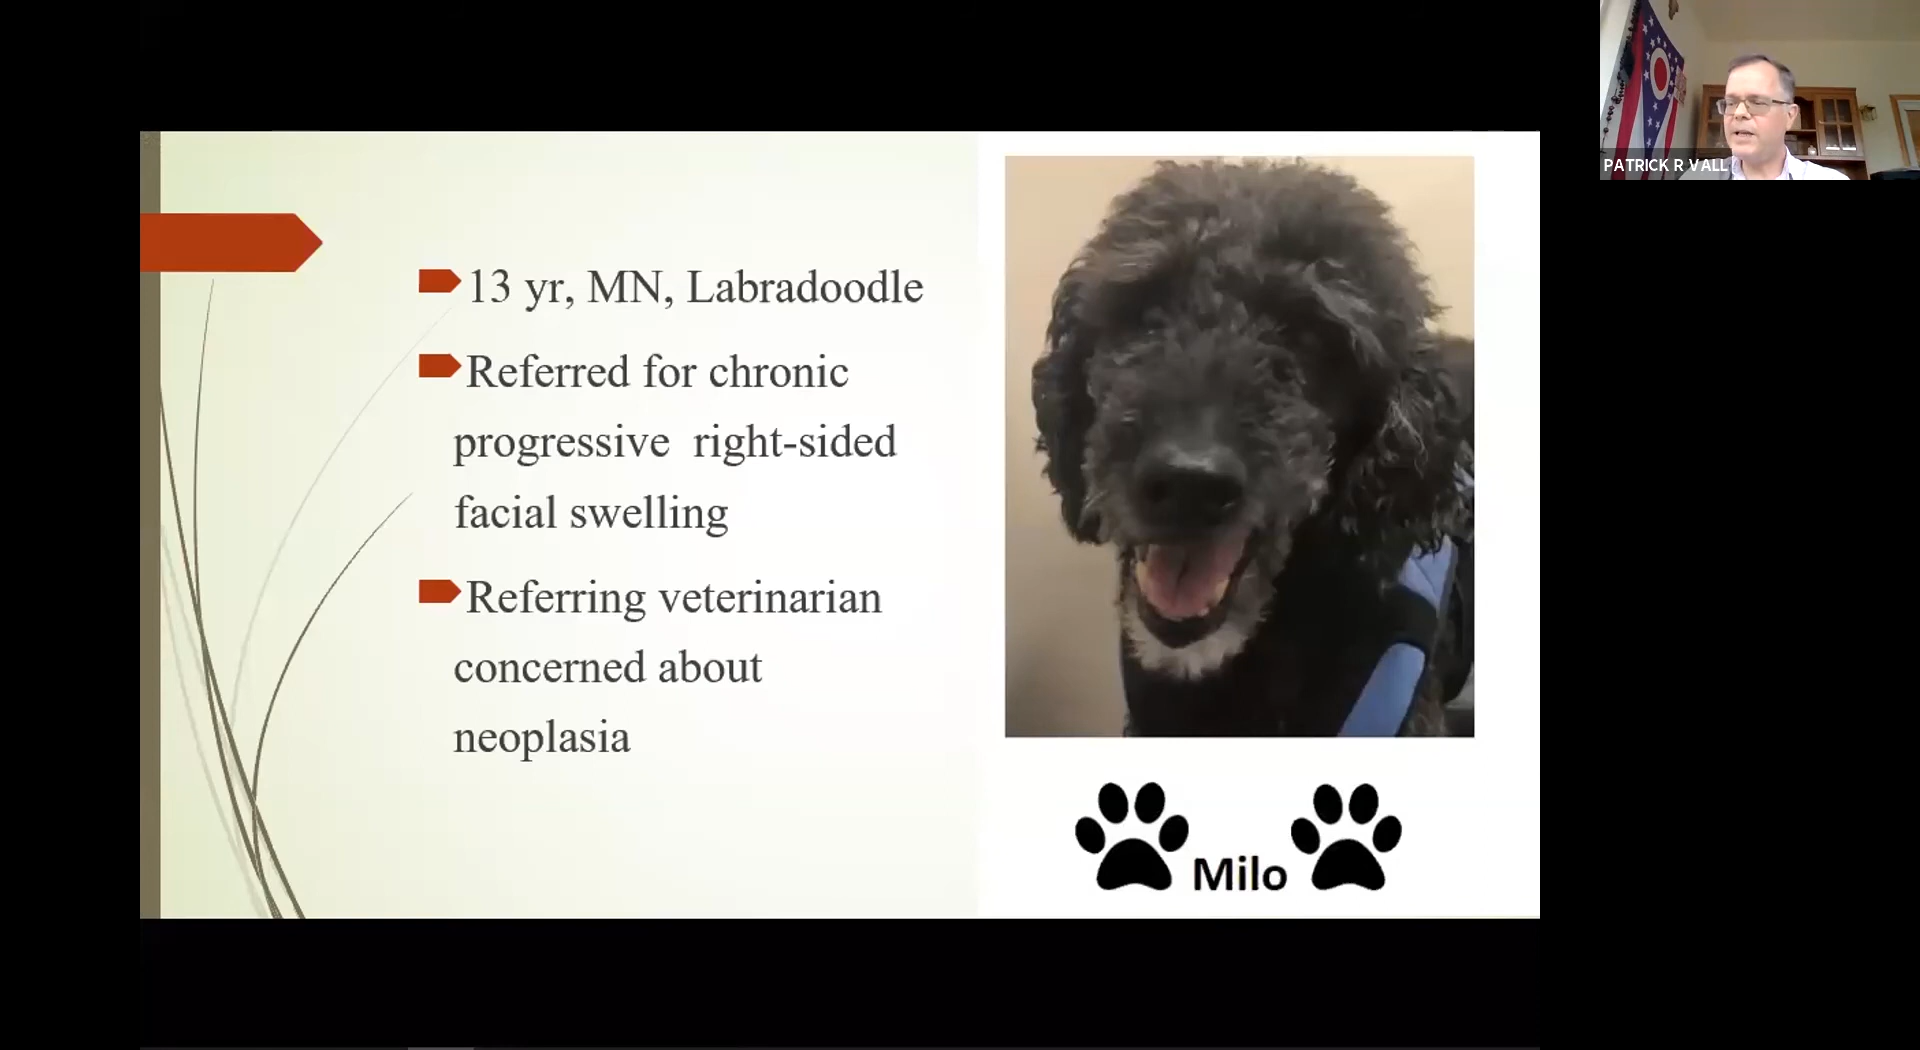 13 yr, MN, Labradoodle
Referred for chronic
progressive right-sided
facial swelling
Referring veterinarian
concerned about
neoplasia
Milo
PATRICK R VALL